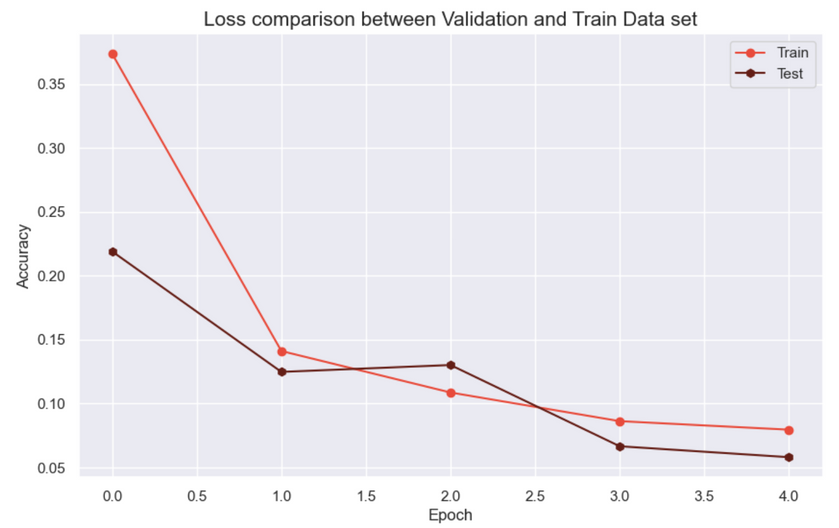 Loss comparison between Validation and Train Data set
Train
Test
0.35
0.30
0.25
0.20
0.15
0.10
0.05
Accuracy
0.0 0.5 1.0 1.5 2.0 2.5 3.0 3.5 4.0
Epoch